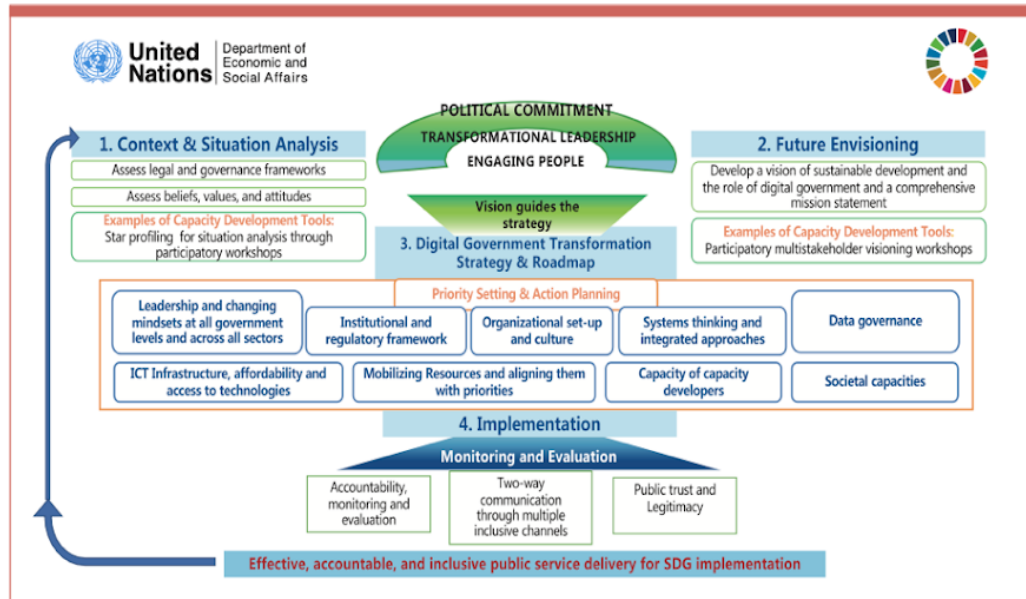 United
Nations
Department of
Economic and
Social Affairs
POLITICAL COMMITMENT
TRANSFORMATIONAL LEADERSHIP
ENGAGING PEOPLE
1. Context & Situation Analysis
Assess legal and governance frameworks
Assess beliefs, values, and attitudes
Examples of Capacity Development Tools:
Star profiling for situation analysis through
participatory workshops
2. Future Envisioning
Develop a vision of sustainable development and
the role of digital government and a comprehensive
mission statement
Examples of Capacity Development Tools:
Participatory multistakeholder visioning workshops
Vision guides the
strategy
3. Digital Government Transformation
Strategy & Roadmap
Priority Setting & Action Planning
Leadership and changing
mindsets at all government
levels and across all sectors
Institutional and
regulatory framework
Organizational set-up
and culture
Systems thinking and
integrated approaches
Data governance
ICT Infrastructure, affordability and
access to technologies
Mobilizing Resources and aligning them
with priorities
Capacity of capacity
developers
Societal capacities
4. Implementation
Monitoring and Evaluation
Accountability,
monitoring and
evaluation
Two-way
communication
through multiple
inclusive channels
Public trust and
Legitimacy
Effective, accountable, and inclusive public service delivery for SDG implementation